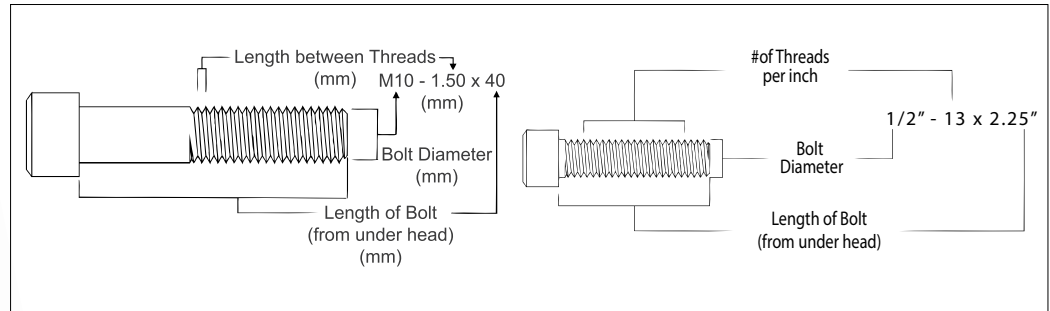 Length between Threads
(mm)
M10 - 1.50 x 40
(mm)
Bolt Diameter
(mm)
Length of Bolt
(from under head)
(mm)
#of Threads
per inch
1/2" - 13 x 2.25"
Bolt
Diameter
Length of Bolt
(from under head)